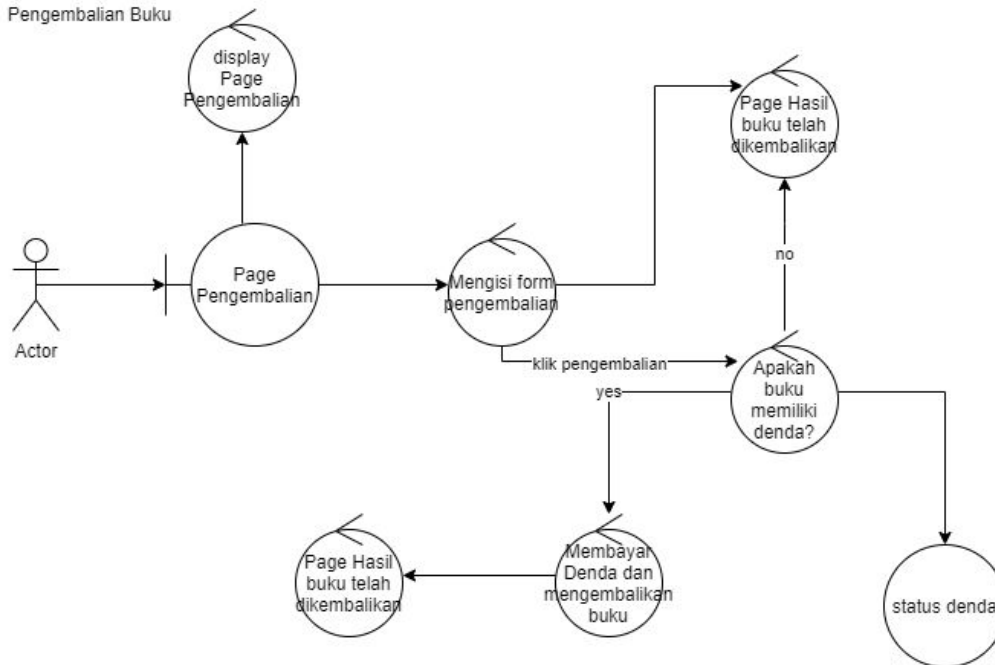 Pengembalian Buku
display
Page
Pengembalian
Page Hasil
buku telah
dikembalikan
Page
Pengembalian
Mengisi form
pengembalian
no
Actor
klik pengembalian
Apakah
buku
memiliki
denda?
yes
Page Hasil
buku telah
dikembalikan
Membayar
Denda dan
mengembalikan
buku
status denda